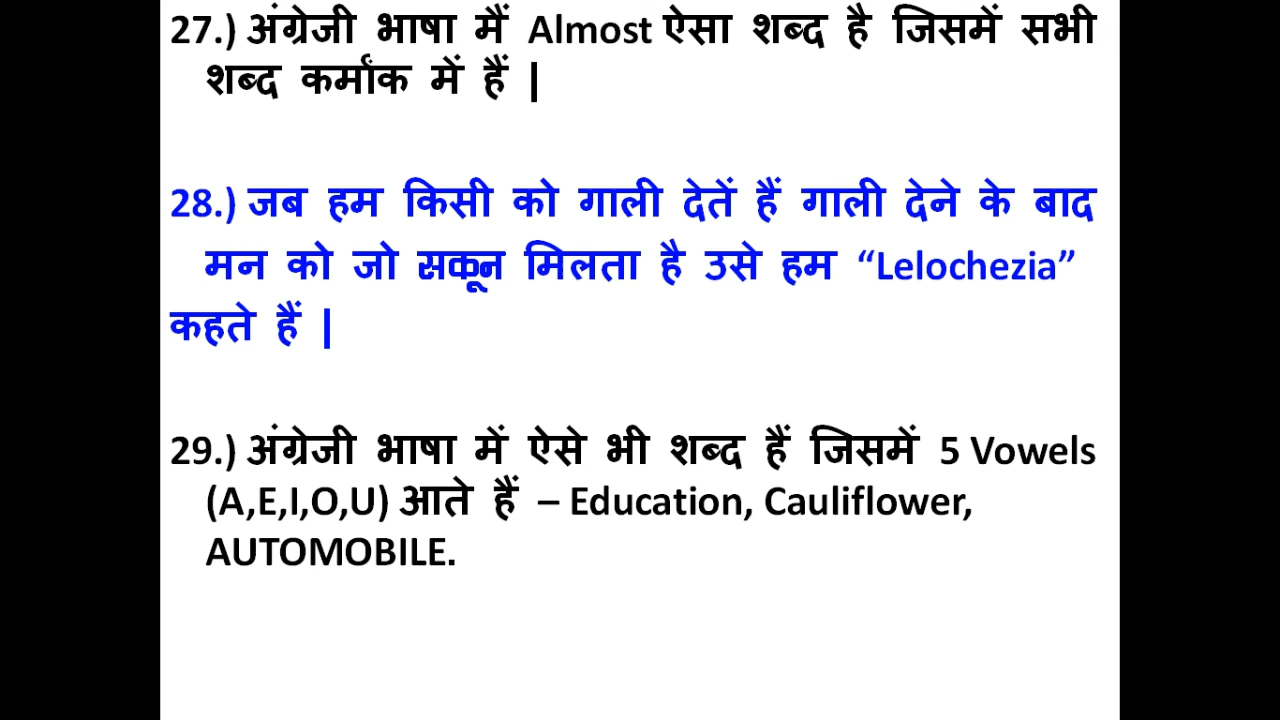 27.) अंग्रेजी भाषा मैं Almost ऐसा शब्द है जिसमें सभी
शब्द कर्मांक में हैं |
28.) जब हम किसी को गाली देतें हैं गाली देने के बाद
मन को जो सकून मिलता है उसे हम “Lelochezia”
कहते हैं |
29.) अंग्रेजी भाषा में ऐसे भी शब्द हैं जिसमें 5 Vowels
(A,E,I,O,U) आते हैं – Education, Cauliflower,
AUTOMOBILE.